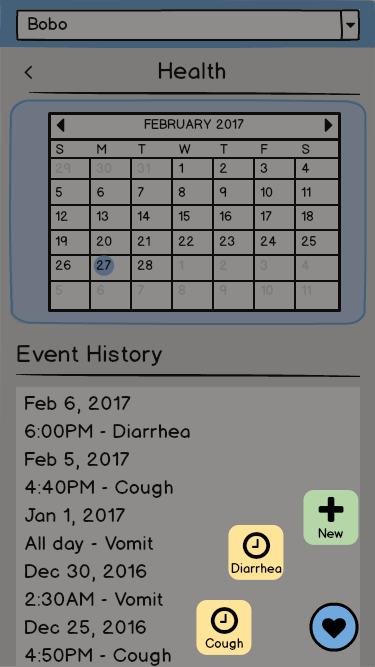 Bobo
Health
FEBRUARY 2017
S M T W T F S
29 30 31 1 2 3 4
5 6 7 8 9 10 11
12 13 14 15 16 17 18
19 20 21 22 23 24 25
26 27 28 1 2 3 4
5 6 7 8 9 10 11
Event History
Feb 6, 2017
6:00PM - Diarrhea
Feb 5, 2017
4:40PM - Cough
Jan 1, 2017
All day - Vomit
Dec 30, 2016
2:30AM - Vomit
Dec 25, 2016
4:50PM - Cough
New
Diarrhea
Cough